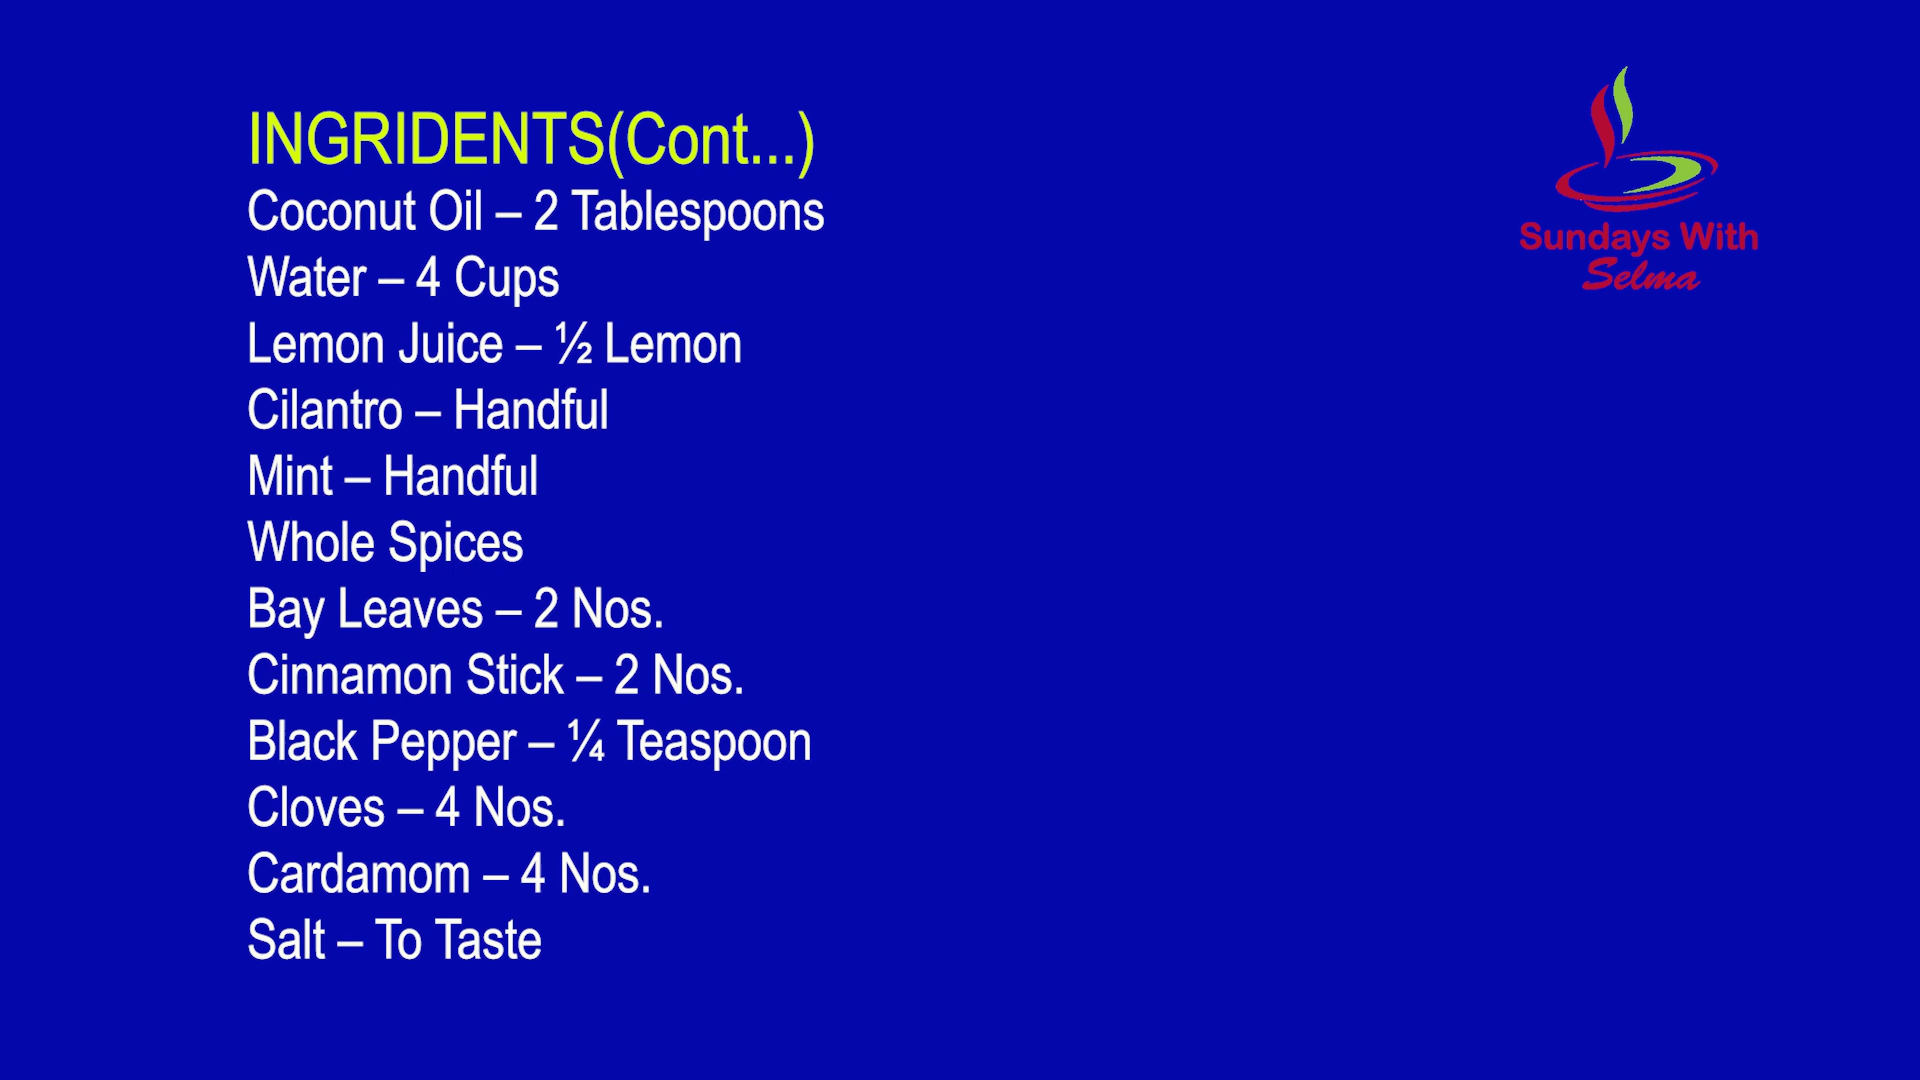 INGRIDENTS(Cont...)
Coconut Oil – 2 Tablespoons
Water – 4 Cups
Lemon Juice – ½ Lemon
Cilantro – Handful
Mint – Handful
Whole Spices
Bay Leaves – 2 Nos.
Cinnamon Stick – 2 Nos.
Black Pepper – ¼ Teaspoon
Cloves – 4 Nos.
Cardamom – 4 Nos.
Salt – To Taste
Sundays With
Selma